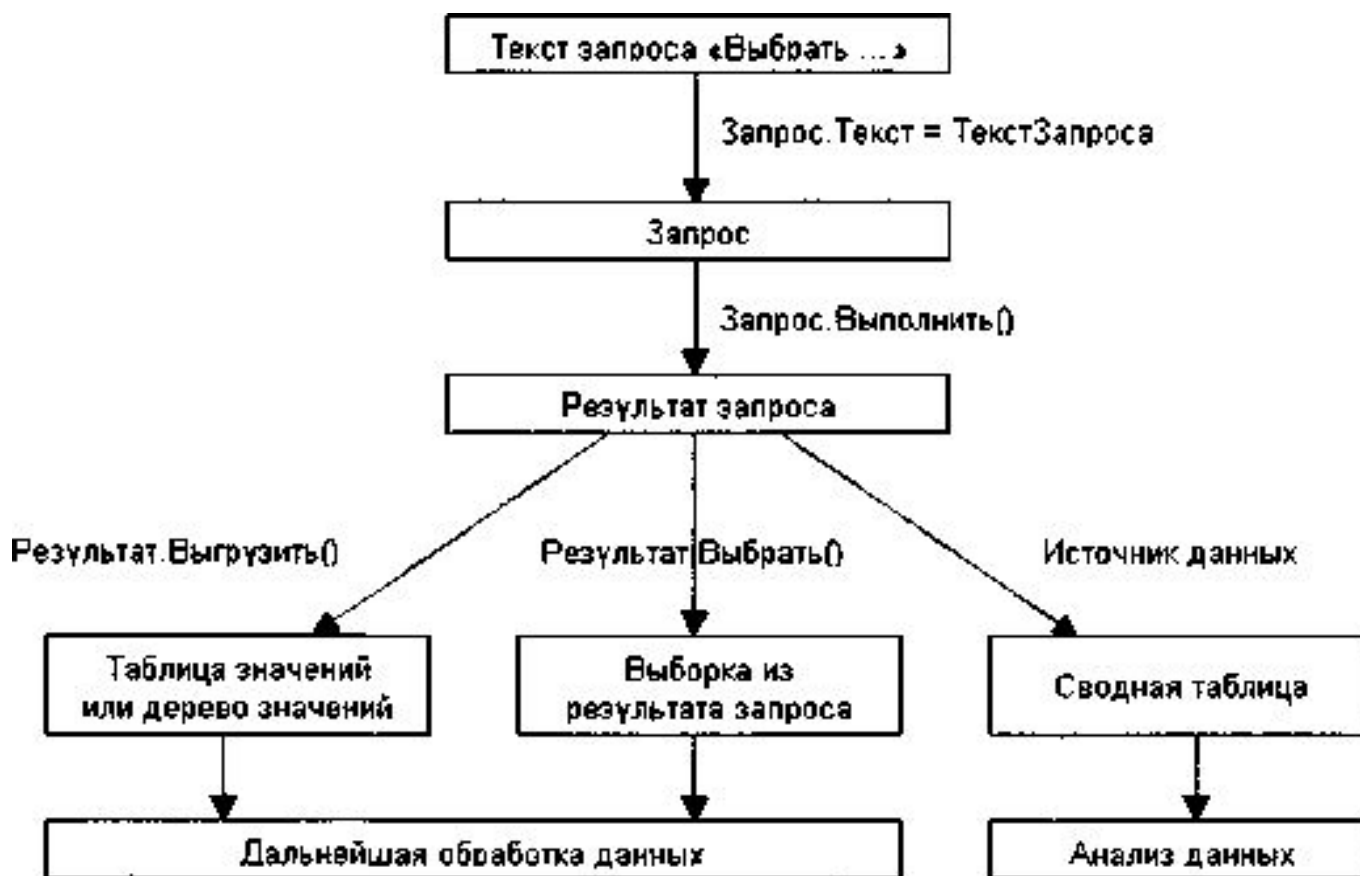 Текст запроса «Выбрать ...»
Запрос.Текст = ТекстЗапроса
Запрос
Запрос.Выполнить()
Результат запроса
Результат.Выгрузить()
Результат.Выбрать()
Источник данных
Таблица значений
или дерево значений
Выборка из
результата запроса
Сводная таблица
Дальнейшая обработка данных
Анализ данных